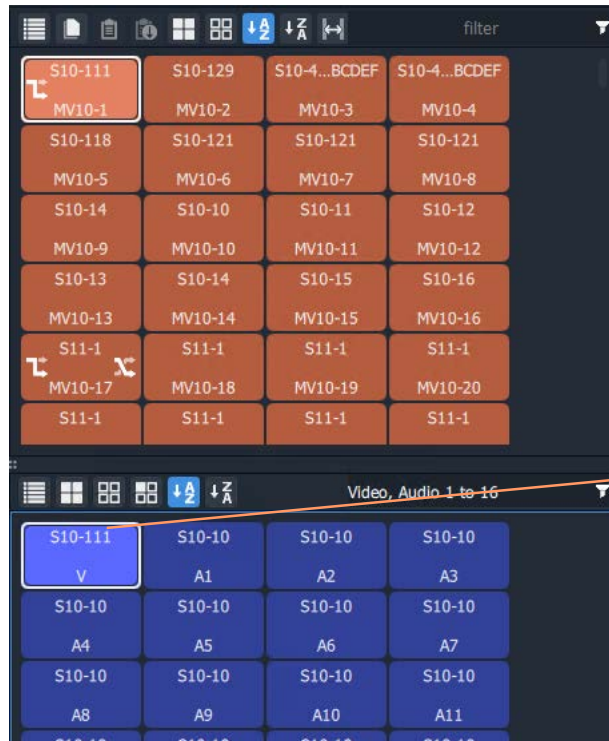 filter
S10-111 S10-129 S10-4...BCDEF S10-4...BCDEF
MV10-1 MV10-2 MV10-3 MV10-4
S10-118 S10-121 S10-121 S10-121
MV10-5 MV10-6 MV10-7 MV10-8
S10-14 S10-10 S10-11 S10-12
MV10-9 MV10-10 MV10-11 MV10-12
S10-13 S10-14 S10-15 S10-16
MV10-13 MV10-14 MV10-15 MV10-16
S11-1 S11-1 S11-1 S11-1
MV10-17 MV10-18 MV10-19 MV10-20
S11-1 S11-1 S11-1 S11-1
Video, Audio 1 to 16
S10-111 S10-10 S10-10 S10-10
V A1 A2 A3
S10-10 S10-10 S10-10 S10-10
A4 A5 A6 A7
S10-10 S10-10 S10-10 S10-10
A8 A9 A10 A11